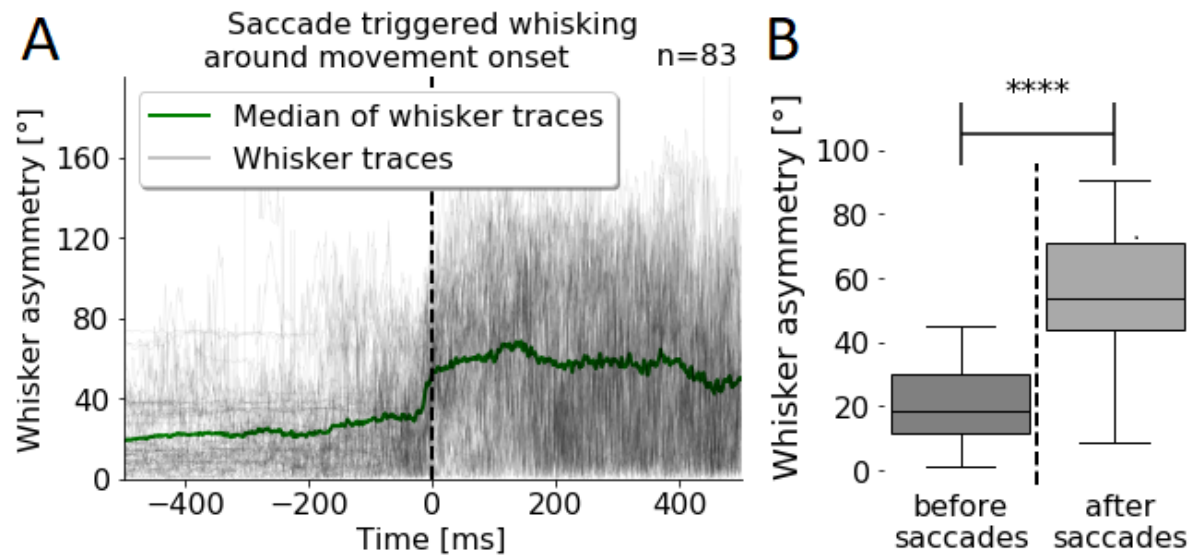 A
Saccade triggered whisking
around movement onset
n=83
Median of whisker traces
Whisker traces
Whisker asymmetry [°]
160
120
80
40
0
−400
−200
0
200
400
Time [ms]
B
****
Whisker asymmetry [°]
100
80
60
40
20
0
before
saccades
after
saccades